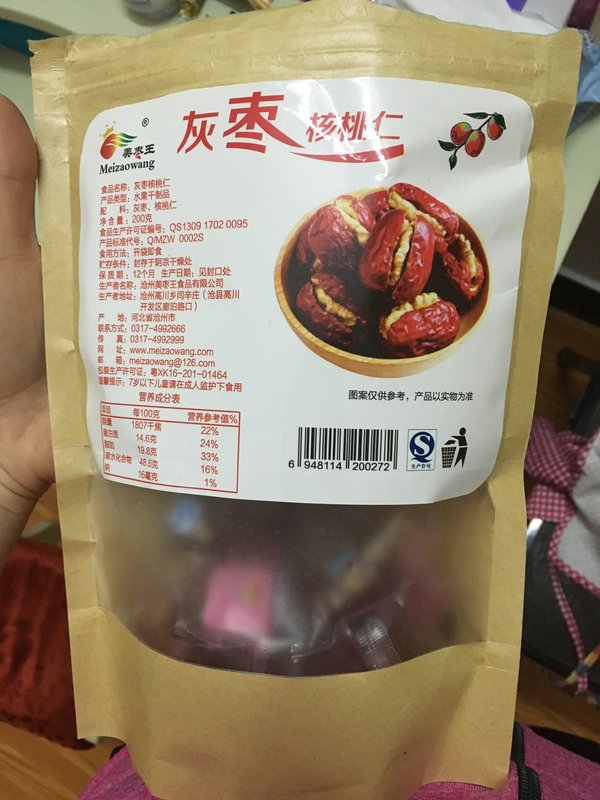 ®
美枣王
Meizaowang
灰枣 核桃仁
食品名称：灰枣核桃仁
产品类型：水果干制品
配 料：灰枣、核桃仁
净 含 量：200克
食品生产许可证编号：QS1309 1702 0095
产品标准代号：Q/MZW 0002S
食用方法：开袋即食
贮存条件：封存于阴凉干燥处
保 质 期：12个月 生产日期：见封口处
生产者名称：沧州美枣王食品有限公司
生产者地址：沧州高川乡闫辛庄（沧县高川
开发区廊泊路口）
产 地：河北省沧州市
联系方式：0317-4992666
传 真：0317-4992999
网 址：www.meizaowang.com
邮 箱：meizaowang@126.com
包装生产许可证：粤XK16-201-01464
温馨提示：7岁以下儿童请在成人监护下食用
营养成分表
项目 每100克 营养参考值%
能量 1807千焦 22%
蛋白质 14.6克 24%
脂肪 19.8克 33%
碳水化合物 48.6克 16%
钠 16毫克 1%
图案仅供参考，产品以实物为准
6 948114 200272
生产许可